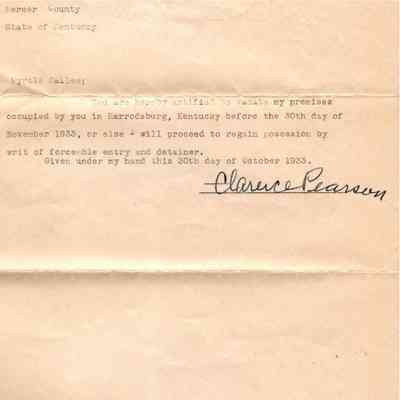 Mercer County
State of Kentucky
Myrtle Sallee;
You are hereby notified to vacate my premises
occupied by you in Harrodsburg, Kentucky before the 30th day of
November 1933, or else I will proceed to regain possession by
writ of forceable entry and detainer.
Given under my hand this 30th day of October 1933.
Clarence Pearson